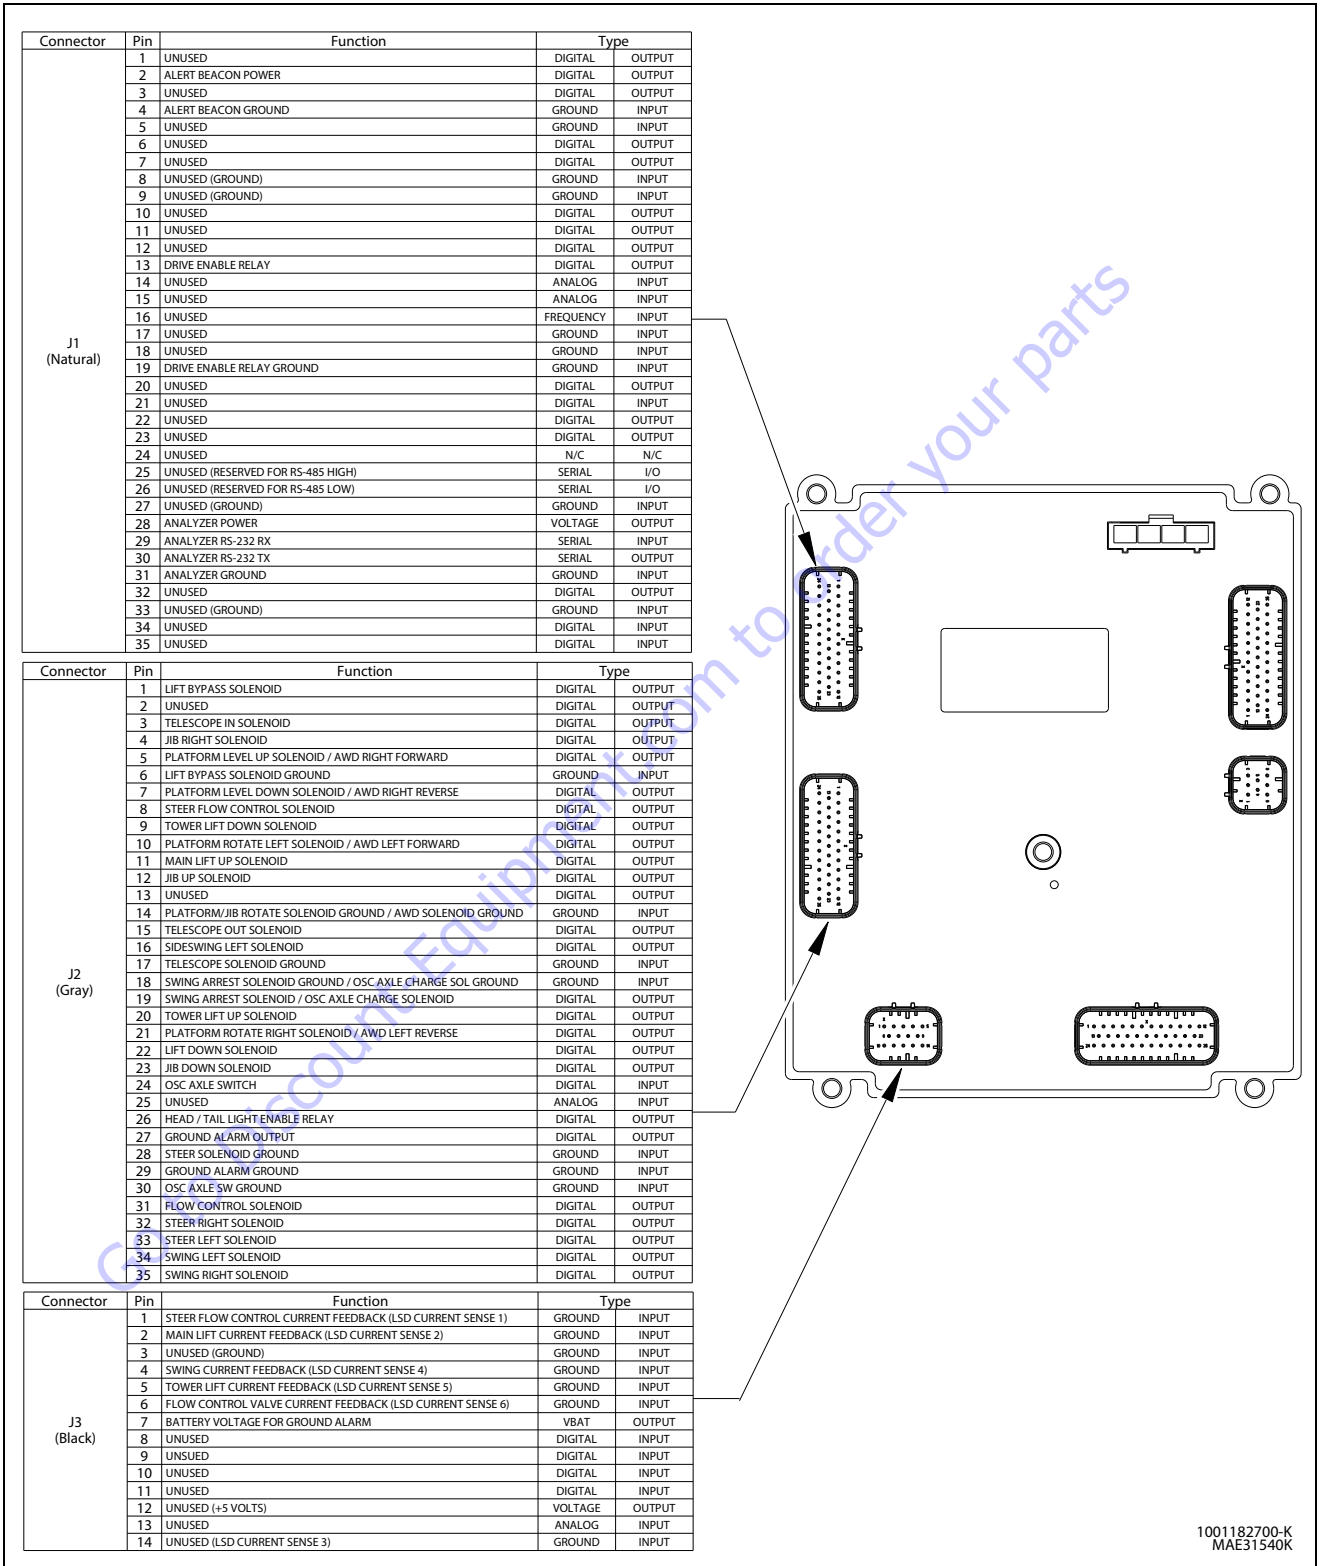 Connector Pin Function Type
J1
(Natural)
1 UNUSED DIGITAL OUTPUT
2 ALERT BEACON POWER DIGITAL OUTPUT
3 UNUSED DIGITAL OUTPUT
4 ALERT BEACON GROUND GROUND INPUT
5 UNUSED GROUND INPUT
6 UNUSED DIGITAL OUTPUT
7 UNUSED DIGITAL OUTPUT
8 UNUSED (GROUND) GROUND INPUT
9 UNUSED (GROUND) GROUND INPUT
10 UNUSED DIGITAL OUTPUT
11 UNUSED DIGITAL OUTPUT
12 UNUSED DIGITAL OUTPUT
13 DRIVE ENABLE RELAY DIGITAL OUTPUT
14 UNUSED ANALOG INPUT
15 UNUSED ANALOG INPUT
16 UNUSED FREQUENCY INPUT
17 UNUSED GROUND INPUT
18 UNUSED GROUND INPUT
19 DRIVE ENABLE RELAY GROUND GROUND INPUT
20 UNUSED DIGITAL OUTPUT
21 UNUSED DIGITAL INPUT
22 UNUSED DIGITAL OUTPUT
23 UNUSED DIGITAL OUTPUT
24 UNUSED N/C N/C
25 UNUSED (RESERVED FOR RS-485 HIGH) SERIAL I/O
26 UNUSED (RESERVED FOR RS-485 LOW) SERIAL I/O
27 UNUSED (GROUND) GROUND INPUT
28 ANALYZER POWER VOLTAGE OUTPUT
29 ANALYZER RS-232 RX SERIAL INPUT
30 ANALYZER RS-232 TX SERIAL OUTPUT
31 ANALYZER GROUND GROUND INPUT
32 UNUSED DIGITAL OUTPUT
33 UNUSED (GROUND) GROUND INPUT
34 UNUSED DIGITAL INPUT
35 UNUSED DIGITAL INPUT
Connector Pin Function Type
J2
(Gray)
1 LIFT BYPASS SOLENOID DIGITAL OUTPUT
2 UNUSED DIGITAL OUTPUT
3 TELESCOPE IN SOLENOID DIGITAL OUTPUT
4 JIB RIGHT SOLENOID DIGITAL OUTPUT
5 PLATFORM LEVEL UP SOLENOID / AWD RIGHT FORWARD DIGITAL OUTPUT
6 LIFT BYPASS SOLENOID GROUND GROUND INPUT
7 PLATFORM LEVEL DOWN SOLENOID / AWD RIGHT REVERSE DIGITAL OUTPUT
8 STEER FLOW CONTROL SOLENOID DIGITAL OUTPUT
9 TOWER LIFT DOWN SOLENOID DIGITAL OUTPUT
10 PLATFORM ROTATE LEFT SOLENOID / AWD LEFT FORWARD DIGITAL OUTPUT
11 MAIN LIFT UP SOLENOID DIGITAL OUTPUT
12 JIB UP SOLENOID DIGITAL OUTPUT
13 UNUSED DIGITAL OUTPUT
14 PLATFORM/JIB ROTATE SOLENOID GROUND / AWD SOLENOID GROUND GROUND INPUT
15 TELESCOPE OUT SOLENOID DIGITAL OUTPUT
16 SIDESWING LEFT SOLENOID DIGITAL OUTPUT
17 TELESCOPE SOLENOID GROUND GROUND INPUT
18 SWING ARREST SOLENOID GROUND / OSC AXLE CHARGE SOL GROUND GROUND INPUT
19 SWING ARREST SOLENOID / OSC AXLE CHARGE SOLENOID DIGITAL OUTPUT
20 TOWER LIFT UP SOLENOID DIGITAL OUTPUT
21 PLATFORM ROTATE RIGHT SOLENOID / AWD LEFT REVERSE DIGITAL OUTPUT
22 LIFT DOWN SOLENOID DIGITAL OUTPUT
23 JIB DOWN SOLENOID DIGITAL OUTPUT
24 OSC AXLE SWITCH DIGITAL INPUT
25 UNUSED ANALOG INPUT
26 HEAD / TAIL LIGHT ENABLE RELAY DIGITAL OUTPUT
27 GROUND ALARM OUTPUT DIGITAL OUTPUT
28 STEER SOLENOID GROUND GROUND INPUT
29 GROUND ALARM GROUND GROUND INPUT
30 OSC AXLE SW GROUND GROUND INPUT
31 FLOW CONTROL SOLENOID DIGITAL OUTPUT
32 STEER RIGHT SOLENOID DIGITAL OUTPUT
33 STEER LEFT SOLENOID DIGITAL OUTPUT
34 SWING LEFT SOLENOID DIGITAL OUTPUT
35 SWING RIGHT SOLENOID DIGITAL OUTPUT
Connector Pin Function Type
J3
(Black)
1 STEER FLOW CONTROL CURRENT FEEDBACK (LSD CURRENT SENSE 1) GROUND INPUT
2 MAIN LIFT CURRENT FEEDBACK (LSD CURRENT SENSE 2) GROUND INPUT
3 UNUSED (GROUND) GROUND INPUT
4 SWING CURRENT FEEDBACK (LSD CURRENT SENSE 4) GROUND INPUT
5 TOWER LIFT CURRENT FEEDBACK (LSD CURRENT SENSE 5) GROUND INPUT
6 FLOW CONTROL VALVE CURRENT FEEDBACK (LSD CURRENT SENSE 6) GROUND INPUT
7 BATTERY VOLTAGE FOR GROUND ALARM VBAT OUTPUT
8 UNUSED DIGITAL INPUT
9 UNSUED DIGITAL INPUT
10 UNUSED DIGITAL INPUT
11 UNUSED DIGITAL INPUT
12 UNUSED (+5 VOLTS) VOLTAGE OUTPUT
13 UNUSED ANALOG INPUT
14 UNUSED (LSD CURRENT SENSE 3) GROUND INPUT
Go to Discount-Equipment.com to order your parts
1001182700-K
MAE31540K